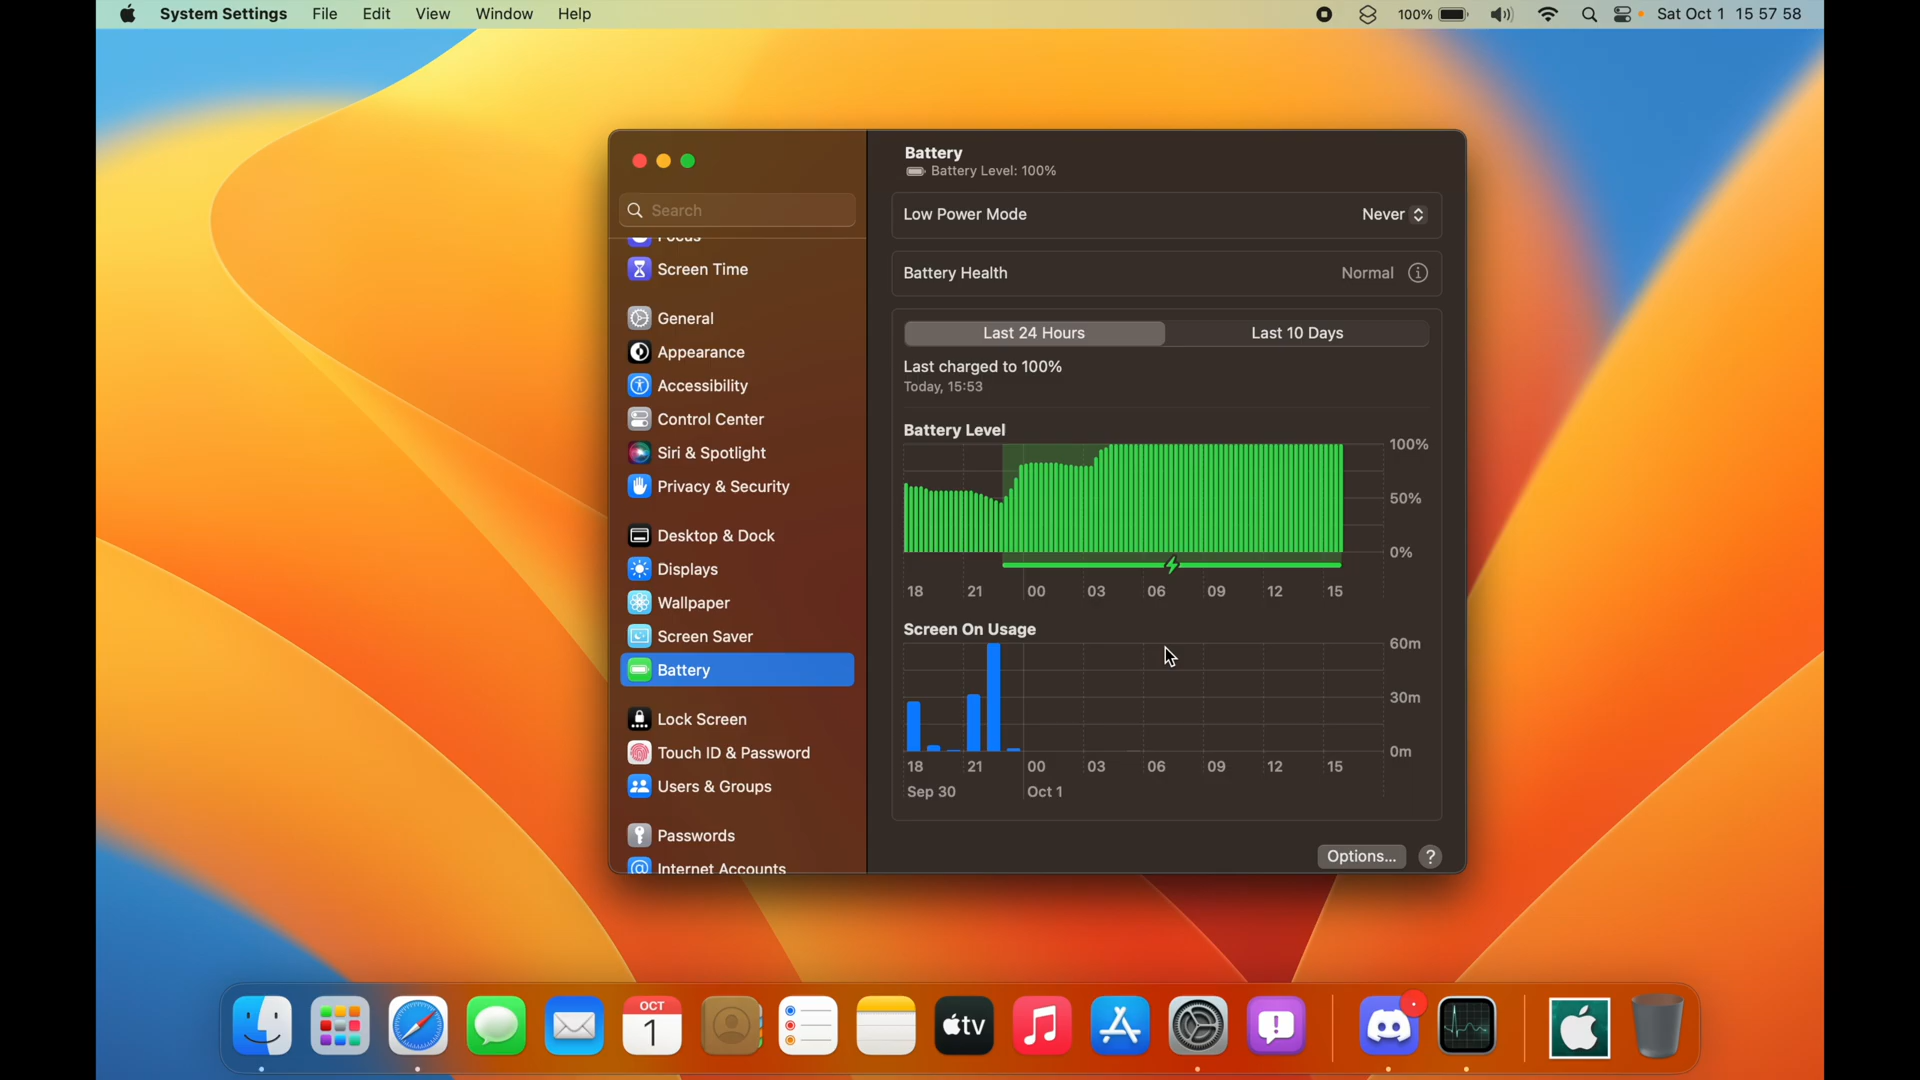 System Settings File Edit View Window Help 100% Sat Oct 1 15 57 58
Battery
Battery Level: 100%
Search
Focus
Screen Time
General
Appearance
Accessibility
Control Center
Siri & Spotlight
Privacy & Security
Desktop & Dock
Displays
Wallpaper
Screen Saver
Battery
Lock Screen
Touch ID & Password
Users & Groups
Passwords
Internet Accounts
Low Power Mode Never
Battery Health Normal
Last 24 Hours Last 10 Days
Last charged to 100%
Today, 15:53
Battery Level
100%
50%
0%
18 21 00 03 06 09 12 15
Screen On Usage
60m
30m
0m
18 21 00 03 06 09 12 15
Sep 30 Oct 1
Options... ?
OCT
1
tv